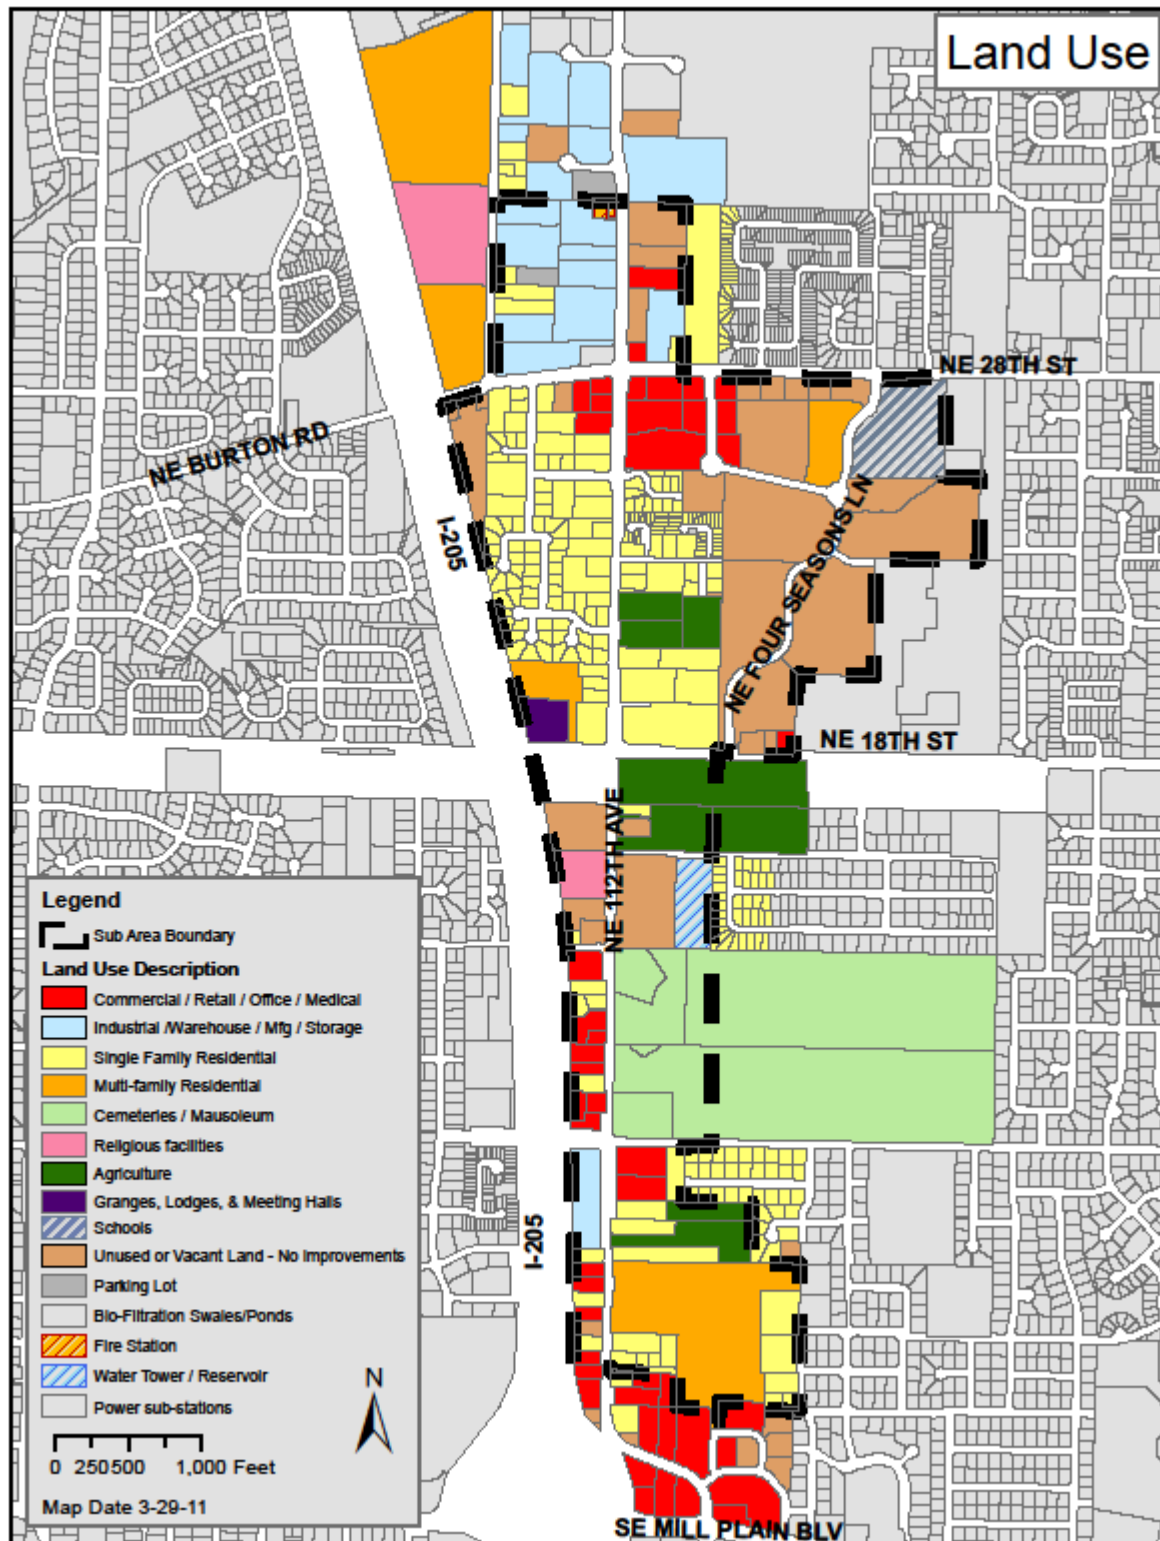 Land Use
NE 28TH ST
NE BURTON RD
I-205
NE FOUR SEASONS LN
NE 18TH ST
NE 112TH AVE
Legend
Sub Area Boundary
Land Use Description
Commercial / Retail / Office / Medical
Industrial /Warehouse / Mfg / Storage
Single Family Residential
Multi-family Residential
Cemeteries / Mausoleum
Religious facilities
Agriculture
Granges, Lodges, & Meeting Halls
Schools
Unused or Vacant Land - No Improvements
Parking Lot
Bio-Filtration Swales/Ponds
Fire Station
Water Tower / Reservoir
Power sub-stations
N
0 250500 1,000 Feet
Map Date 3-29-11
I-205
SE MILL PLAIN BLV